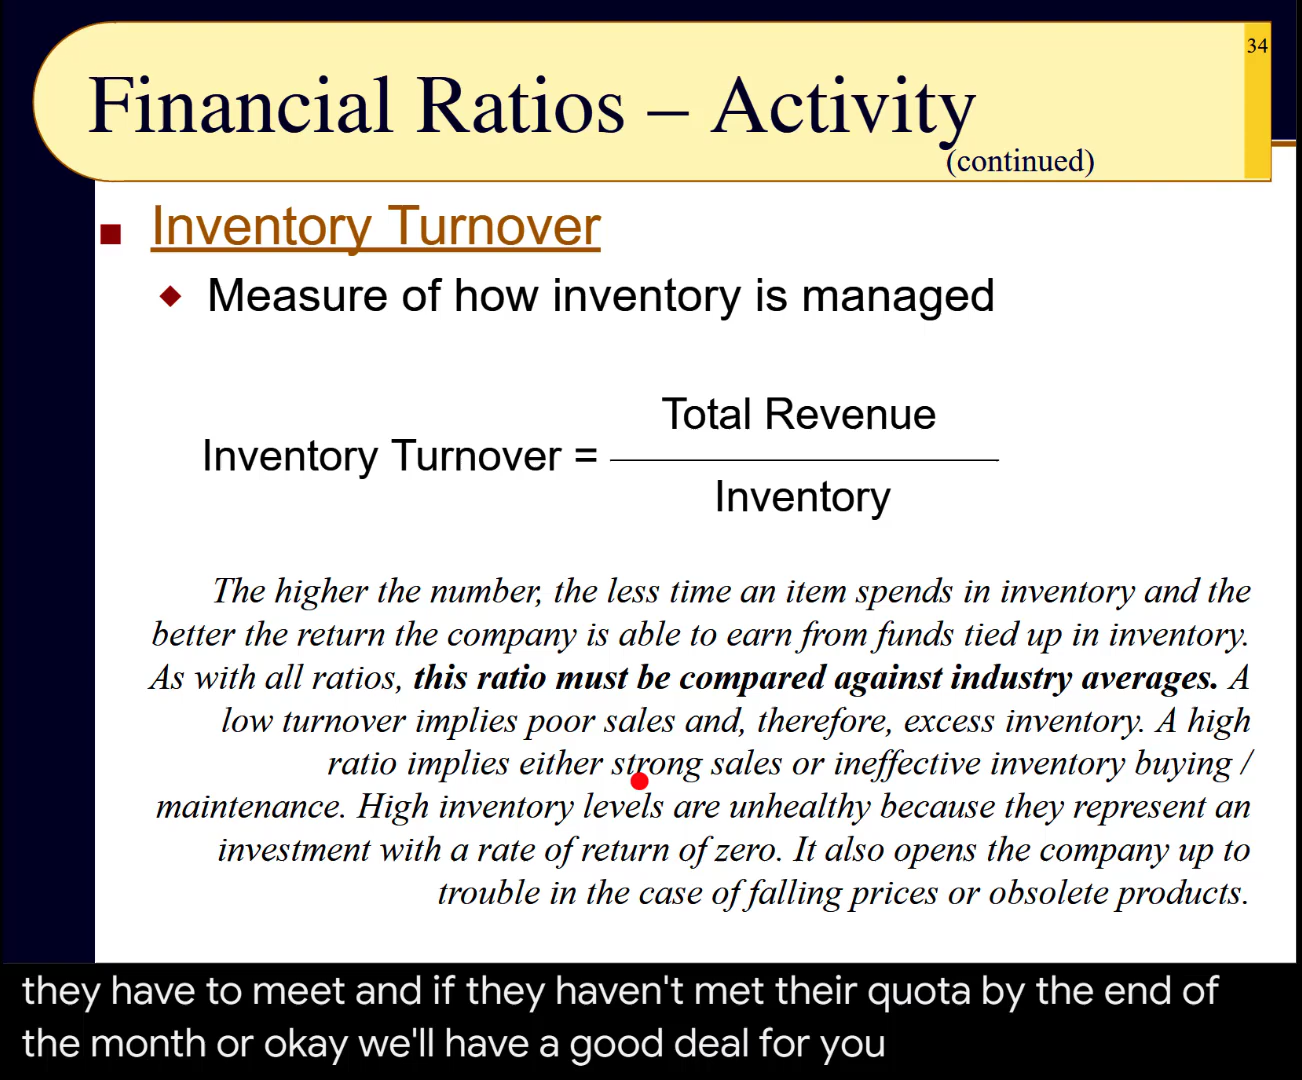 34
Financial Ratios – Activity
(continued)
Inventory Turnover
Measure of how inventory is managed
Total Revenue
Inventory Turnover =
Inventory
The higher the number, the less time an item spends in inventory and the
better the return the company is able to earn from funds tied up in inventory.
As with all ratios, this ratio must be compared against industry averages. A
low turnover implies poor sales and, therefore, excess inventory. A high
ratio implies either strong sales or ineffective inventory buying /
maintenance. High inventory levels are unhealthy because they represent an
investment with a rate of return of zero. It also opens the company up to
trouble in the case of falling prices or obsolete products.
they have to meet and if they haven't met their quota by the end of
the month or okay we'll have a good deal for you